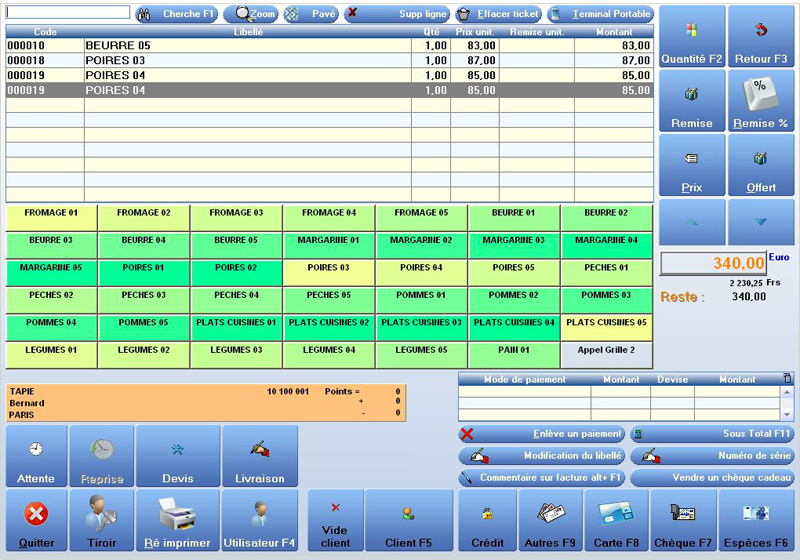 Cherche F1 Zoom Pavé Supp ligne Effacer ticket Terminal Portable
Code Libellé Qté Prix unit. Remise unit. Montant
000010 BEURRE 05 1,00 83,00 83,00
000018 POIRES 03 1,00 87,00 87,00
000019 POIRES 04 1,00 85,00 85,00
000019 POIRES 04 1,00 85,00 85,00
Quantité F2 Retour F3
Remise Remise %
%
Prix Offert
FROMAGE 01 FROMAGE 02 FROMAGE 03 FROMAGE 04 FROMAGE 05 BEURRE 01 BEURRE 02
BEURRE 03 BEURRE 04 BEURRE 05 MARGARINE 01 MARGARINE 02 MARGARINE 03 MARGARINE 04
MARGARINE 05 POIRES 01 POIRES 02 POIRES 03 POIRES 04 POIRES 05 PECHES 01
PECHES 02 PECHES 03 PECHES 04 PECHES 05 POMMES 01 POMMES 02 POMMES 03
POMMES 04 POMMES 05 PLATS CUISINES 01 PLATS CUISINES 02 PLATS CUISINES 03 PLATS CUISINES 04 PLATS CUISINES 05
LEGUMES 01 LEGUMES 02 LEGUMES 03 LEGUMES 04 LEGUMES 05 PAIN 01 Appel Grille 2
340,00 Euro
2 230,25 Frs
Reste : 340,00
TAPIE 10 100 001 Points = 0
Bernard + 0
PARIS - 0
Mode de paiement Montant Devise Montant
Enlève un paiement Sous Total F11
Modification du libellé Numéro de série
Commentaire sur facture alt+ F1 Vendre un chèque cadeau
Attente Reprise Devis Livraison
Quitter Tiroir Ré imprimer Utilisateur F4 Vide client Client F5 Crédit Autres F9 Carte F8 Chèque F7 Espèces F6